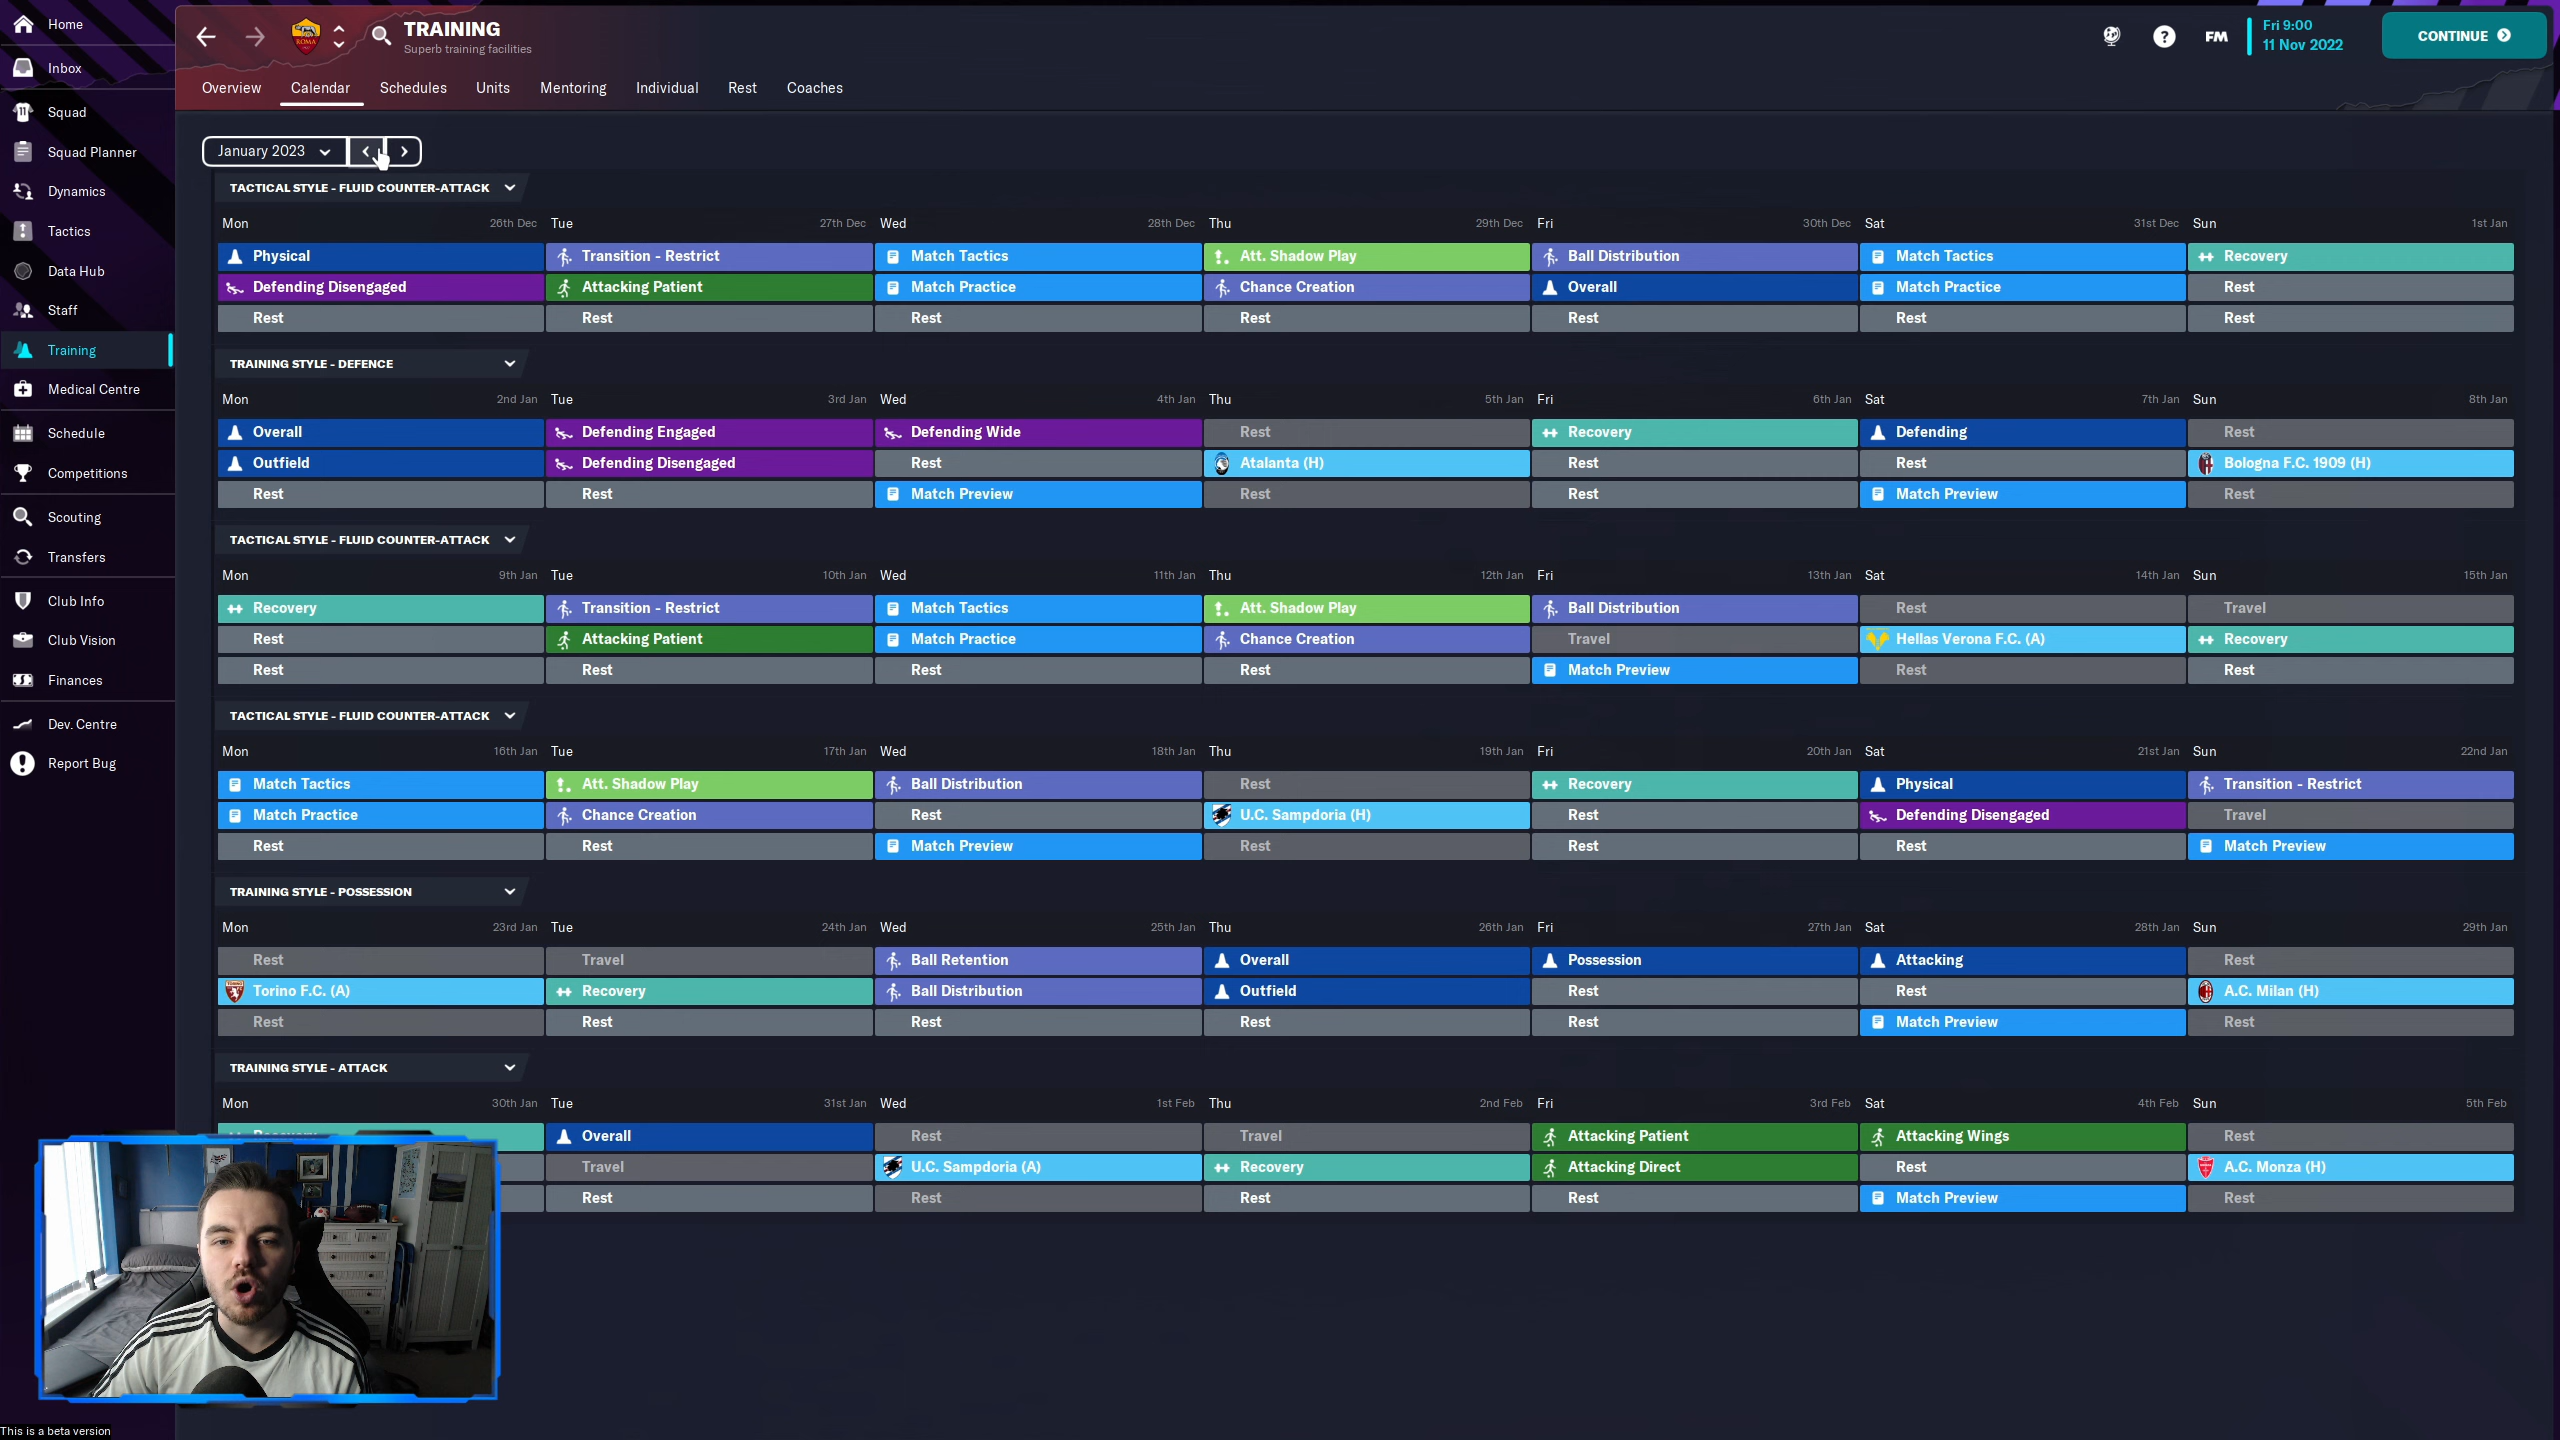 Home
Inbox
Squad
Squad Planner
Dynamics
Tactics
Data Hub
Staff
Training
Medical Centre
Schedule
Competitions
Scouting
Transfers
Club Info
Club Vision
Finances
Dev. Centre
Report Bug
ROMA
TRAINING
Superb training facilities
?
FM
Fri 9:00
11 Nov 2022
CONTINUE
Overview Calendar Schedules Units Mentoring Individual Rest Coaches
January 2023
TACTICAL STYLE - FLUID COUNTER-ATTACK
Mon 26th Dec Tue 27th Dec Wed 28th Dec Thu 29th Dec Fri 30th Dec Sat 31st Dec Sun 1st Jan
Physical Transition - Restrict Match Tactics Att. Shadow Play Ball Distribution Match Tactics Recovery
Defending Disengaged Attacking Patient Match Practice Chance Creation Overall Match Practice Rest
Rest Rest Rest Rest Rest Rest Rest
TRAINING STYLE - DEFENCE
Mon 2nd Jan Tue 3rd Jan Wed 4th Jan Thu 5th Jan Fri 6th Jan Sat 7th Jan Sun 8th Jan
Overall Defending Engaged Defending Wide Rest Recovery Defending Rest
Outfield Defending Disengaged Rest Atalanta (H) Rest Rest Bologna F.C. 1909 (H)
Rest Rest Match Preview Rest Rest Match Preview Rest
TACTICAL STYLE - FLUID COUNTER-ATTACK
Mon 9th Jan Tue 10th Jan Wed 11th Jan Thu 12th Jan Fri 13th Jan Sat 14th Jan Sun 15th Jan
Recovery Transition - Restrict Match Tactics Att. Shadow Play Ball Distribution Rest Travel
Rest Attacking Patient Match Practice Chance Creation Travel Hellas Verona F.C. (A) Recovery
Rest Rest Rest Rest Match Preview Rest Rest
TACTICAL STYLE - FLUID COUNTER-ATTACK
Mon 16th Jan Tue 17th Jan Wed 18th Jan Thu 19th Jan Fri 20th Jan Sat 21st Jan Sun 22nd Jan
Match Tactics Att. Shadow Play Ball Distribution Rest Recovery Physical Transition - Restrict
Match Practice Chance Creation Rest U.C. Sampdoria (H) Rest Defending Disengaged Travel
Rest Rest Match Preview Rest Rest Rest Match Preview
TRAINING STYLE - POSSESSION
Mon 23rd Jan Tue 24th Jan Wed 25th Jan Thu 26th Jan Fri 27th Jan Sat 28th Jan Sun 29th Jan
Rest Travel Ball Retention Overall Possession Attacking Rest
Torino F.C. (A) Recovery Ball Distribution Outfield Rest Rest A.C. Milan (H)
Rest Rest Rest Rest Rest Match Preview Rest
TRAINING STYLE - ATTACK
Mon 30th Jan Tue 31st Jan Wed 1st Feb Thu 2nd Feb Fri 3rd Feb Sat 4th Feb Sun 5th Feb
Overall Rest Travel Attacking Patient Attacking Wings Rest
Travel U.C. Sampdoria (A) Recovery Attacking Direct Rest A.C. Monza (H)
Rest Rest Rest Rest Match Preview Rest
This is a beta version